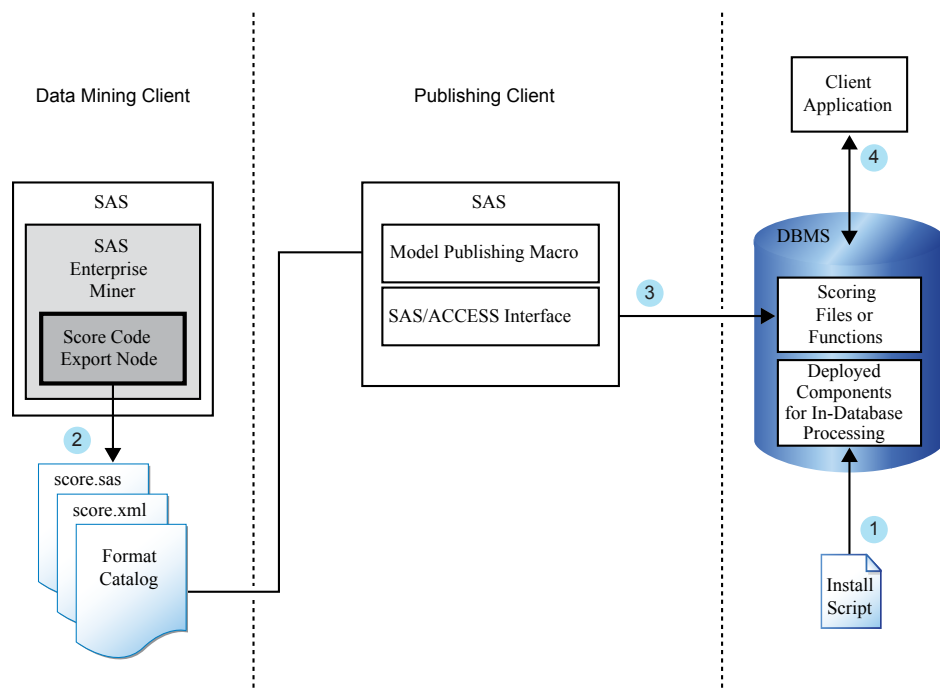 Data Mining Client
SAS
SAS
Enterprise
Miner
Score Code
Export Node
2
score.sas
score.xml
Format
Catalog
Publishing Client
SAS
Model Publishing Macro
SAS/ACCESS Interface
3
Client
Application
4
DBMS
Scoring
Files or
Functions
Deployed
Components
for In-Database
Processing
1
Install
Script